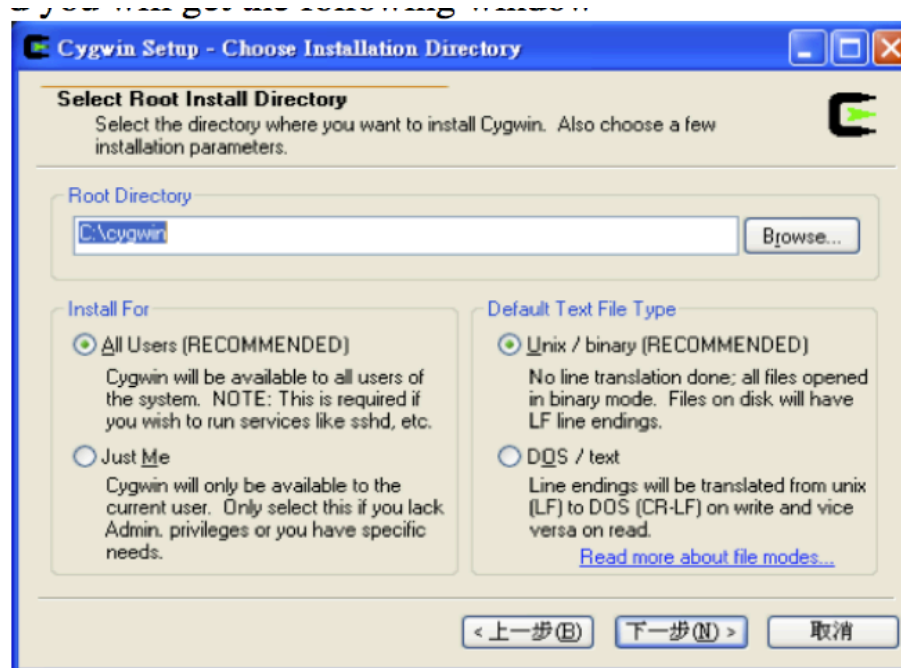 d you will get the following window
Cygwin Setup - Choose Installation Directory
Select Root Install Directory
Select the directory where you want to install Cygwin. Also choose a few
installation parameters.
Root Directory
C:\cygwin
Browse...
Install For
All Users (RECOMMENDED)
Cygwin will be available to all users of
the system. NOTE: This is required if
you wish to run services like sshd, etc.
Just Me
Cygwin will only be available to the
current user. Only select this if you lack
Admin. privileges or you have specific
needs.
Default Text File Type
Unix / binary (RECOMMENDED)
No line translation done; all files opened
in binary mode. Files on disk will have
LF line endings.
DOS / text
Line endings will be translated from unix
(LF) to DOS (CR-LF) on write and vice
versa on read.
Read more about file modes...
< 上一步(B)
下一步(N) >
取消